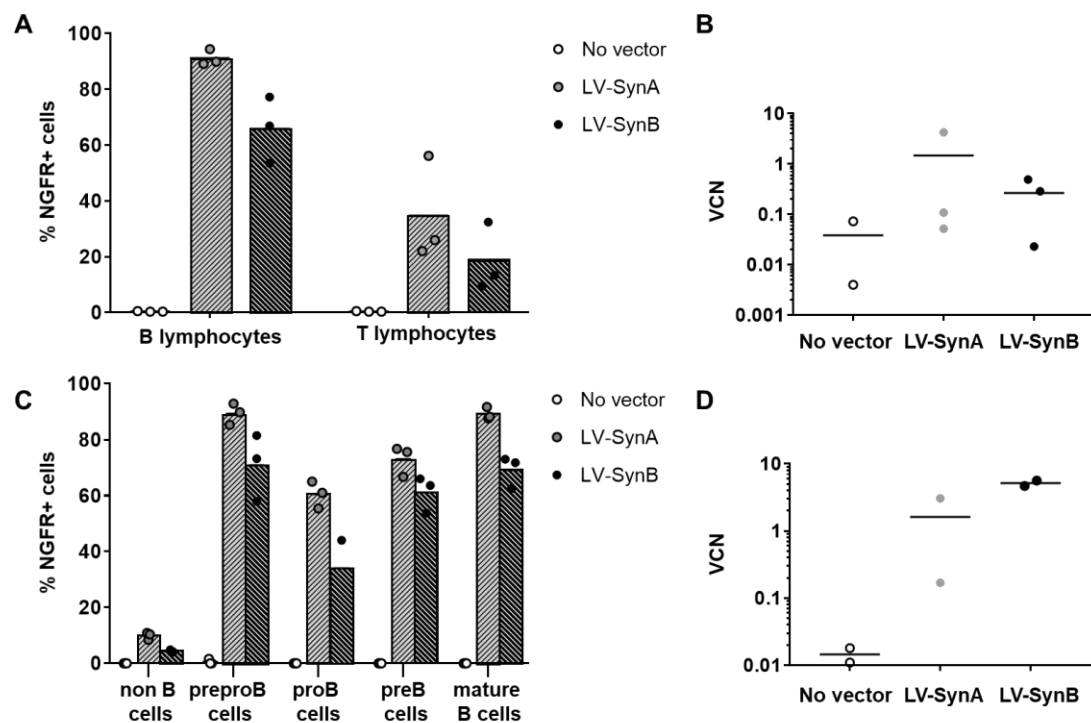 A
% NGFR+ cells
100
80
60
40
20
0
B lymphocytes
T lymphocytes
No vector
LV-SynA
LV-SynB
B
VCN
10
1
0.1
0.01
0.001
No vector
LV-SynA
LV-SynB
C
% NGFR+ cells
100
80
60
40
20
0
non B
cells
preproB
cells
proB
cells
preB
cells
mature
B cells
No vector
LV-SynA
LV-SynB
D
VCN
10
1
0.1
0.01
No vector
LV-SynA
LV-SynB